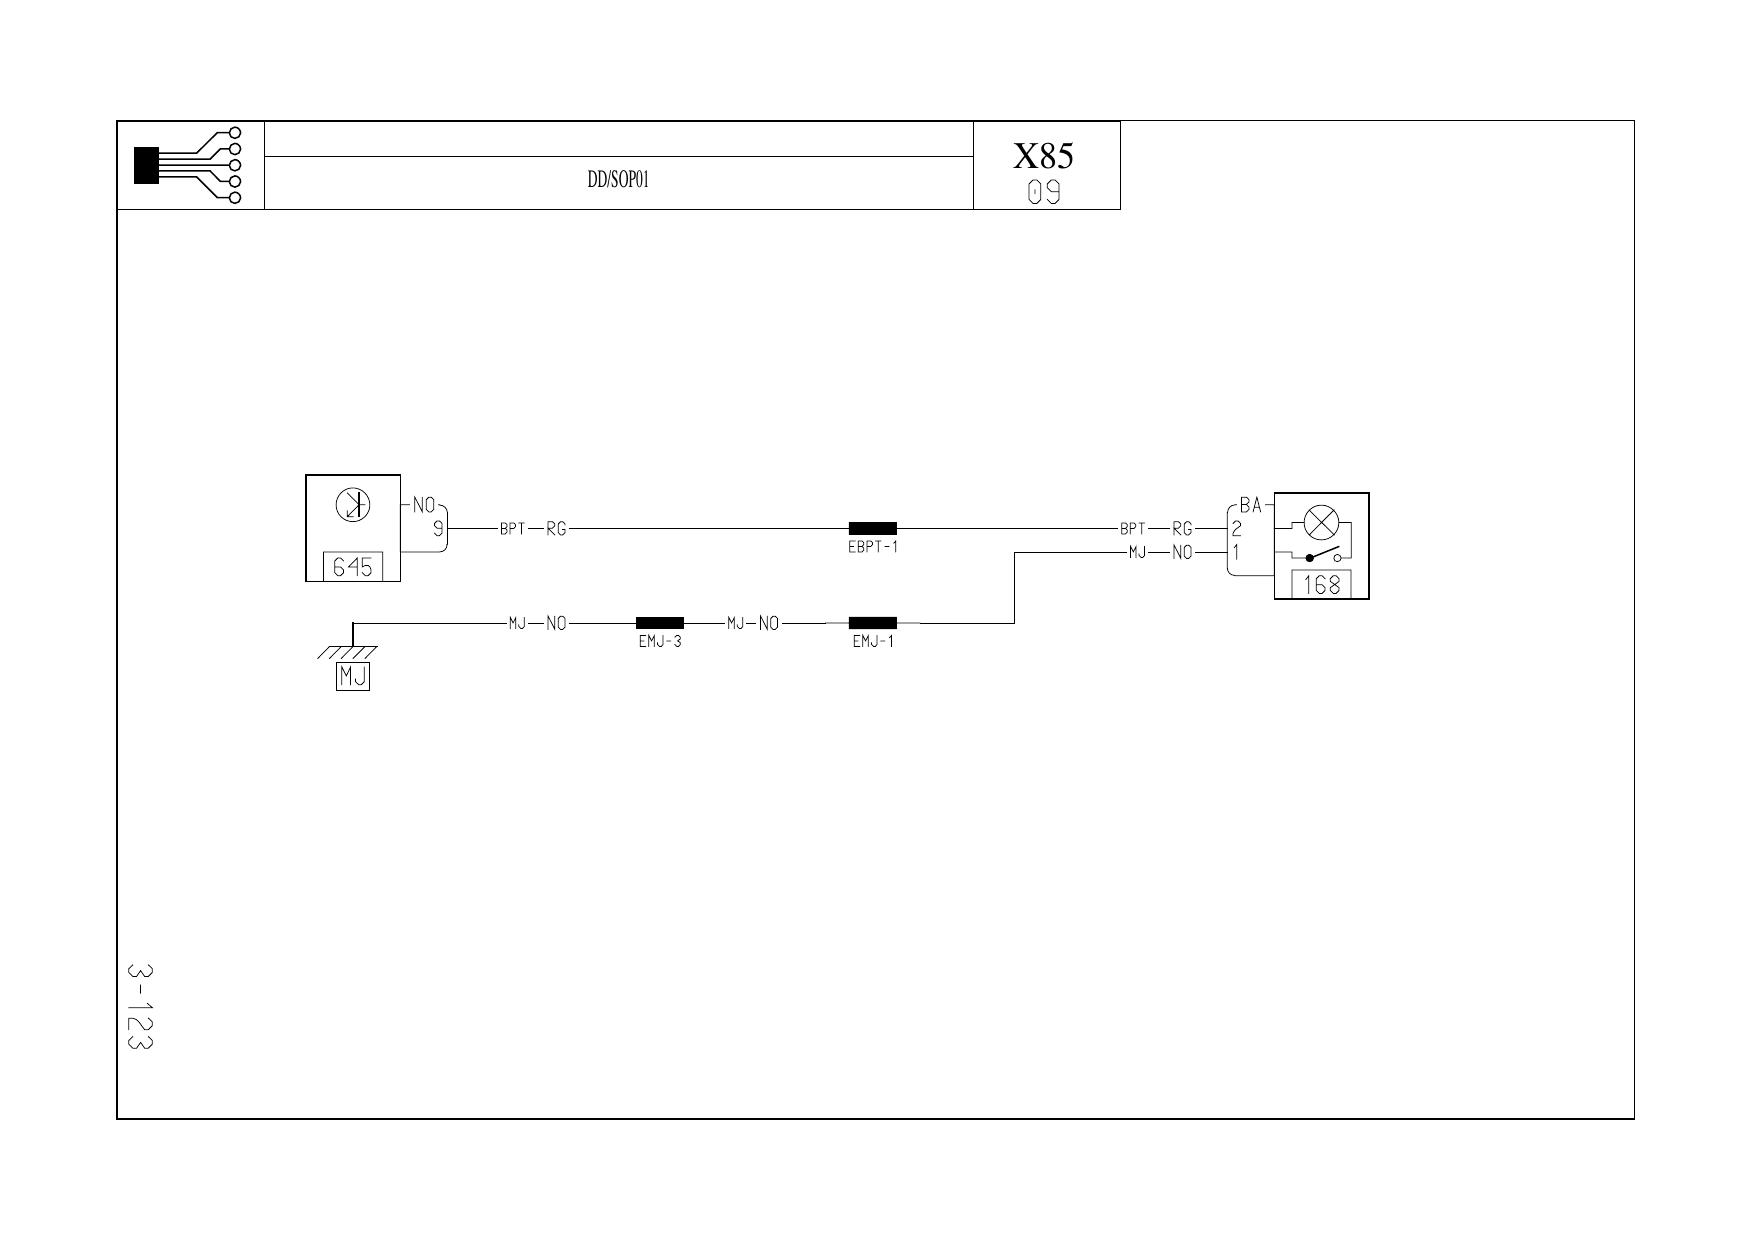 X85
DD/SOP01
09
NO
BA
9 BPT RG BPT RG 2
EBPT-1
MJ NO 1
645
168
MJ NO MJ NO
EMJ-3 EMJ-1
MJ
3-123